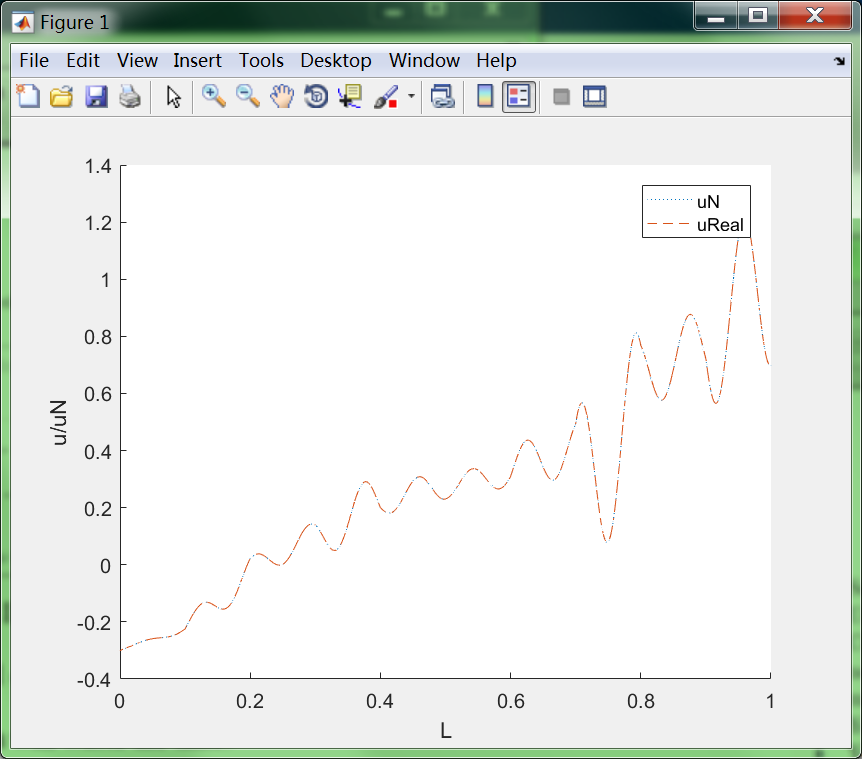 Figure 1
File Edit View Insert Tools Desktop Window Help
1.4
1.2
1
0.8
0.6
0.4
0.2
0
-0.2
-0.4
u/uN
uN
uReal
0 0.2 0.4 0.6 0.8 1
L